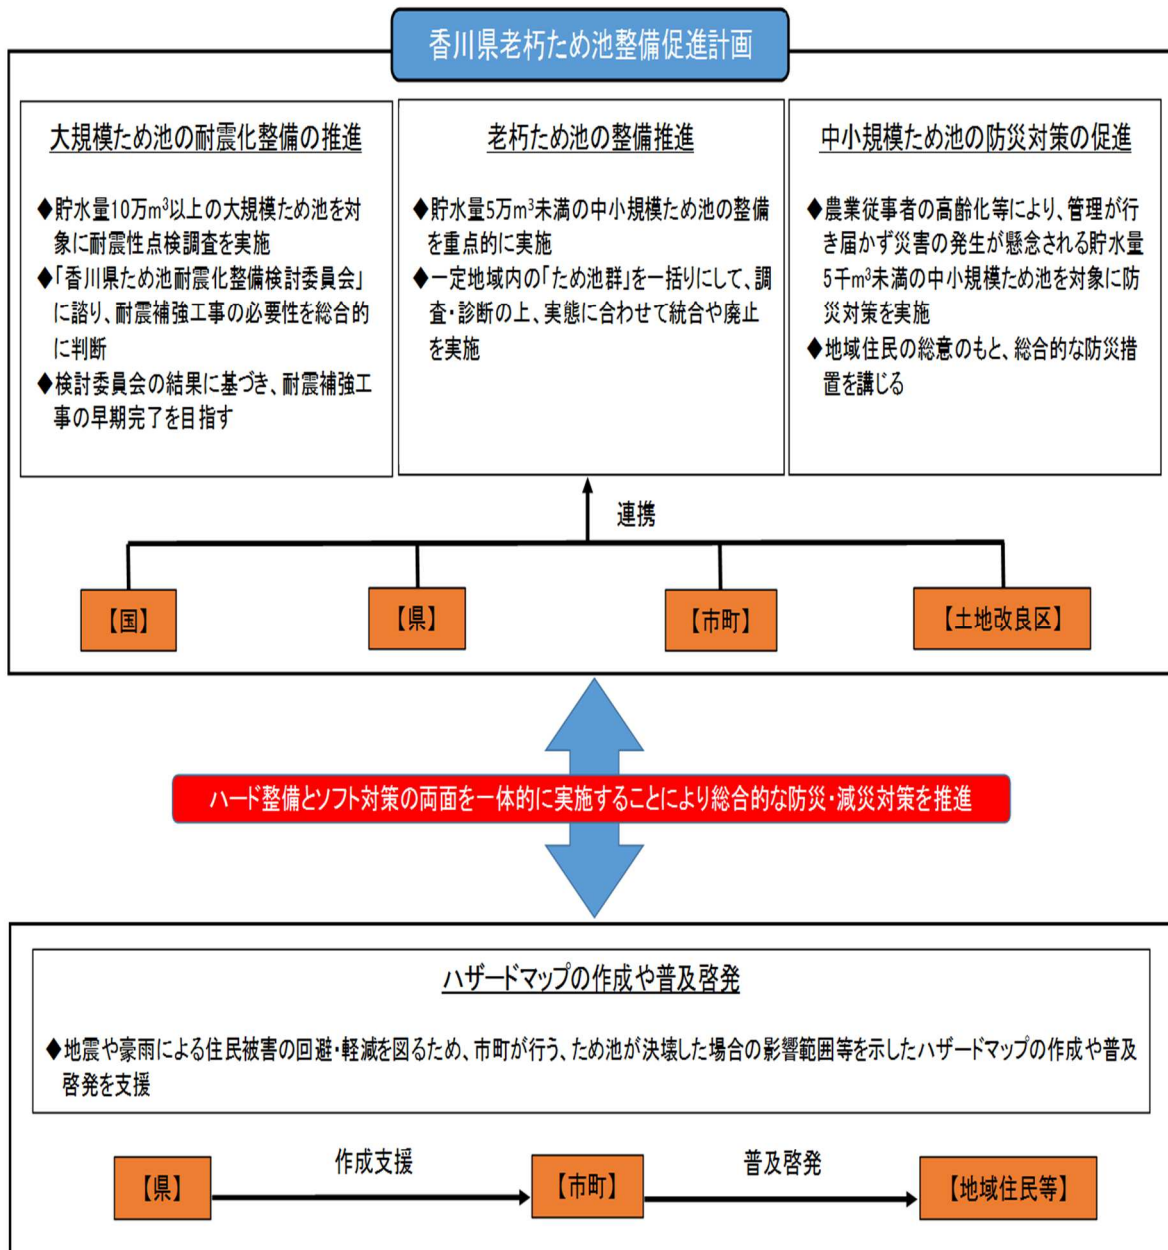 香川県老朽ため池整備促進計画
大規模ため池の耐震化整備の推進
◆貯水量10万m³以上の大規模ため池を対
象に耐震性点検調査を実施
◆「香川県ため池耐震化整備検討委員会」
に諮り、耐震補強工事の必要性を総合的
に判断
◆検討委員会の結果に基づき、耐震補強工
事の早期完了を目指す
老朽ため池の整備推進
◆貯水量5万m³未満の中小規模ため池の整備
を重点的に実施
◆一定地域内の「ため池群」を一括りにして、調
査・診断の上、実態に合わせて統合や廃止
を実施
中小規模ため池の防災対策の促進
◆農業従事者の高齢化等により、管理が行
き届かず災害の発生が懸念される貯水量
5千m³未満の中小規模ため池を対象に防
災対策を実施
◆地域住民の総意のもと、総合的な防災措
置を講じる
連携
【国】
【県】
【市町】
【土地改良区】
ハード整備とソフト対策の両面を一体的に実施することにより総合的な防災・減災対策を推進
ハザードマップの作成や普及啓発
◆地震や豪雨による住民被害の回避・軽減を図るため、市町が行う、ため池が決壊した場合の影響範囲等を示したハザードマップの作成や普及
啓発を支援
【県】
作成支援
【市町】
普及啓発
【地域住民等】